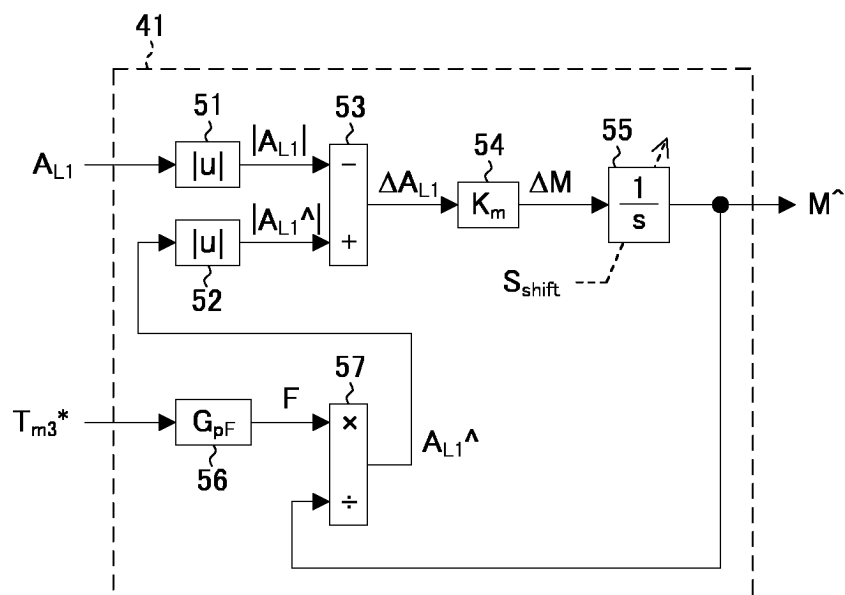 41
51
53
54
55
A_L1
|u|
|A_L1|
−
ΔA_L1
K_m
ΔM
1
s
M^
|u|
|A_L1^|
+
52
S_shift
57
T_m3*
G_pF
F
×
A_L1^
56
÷